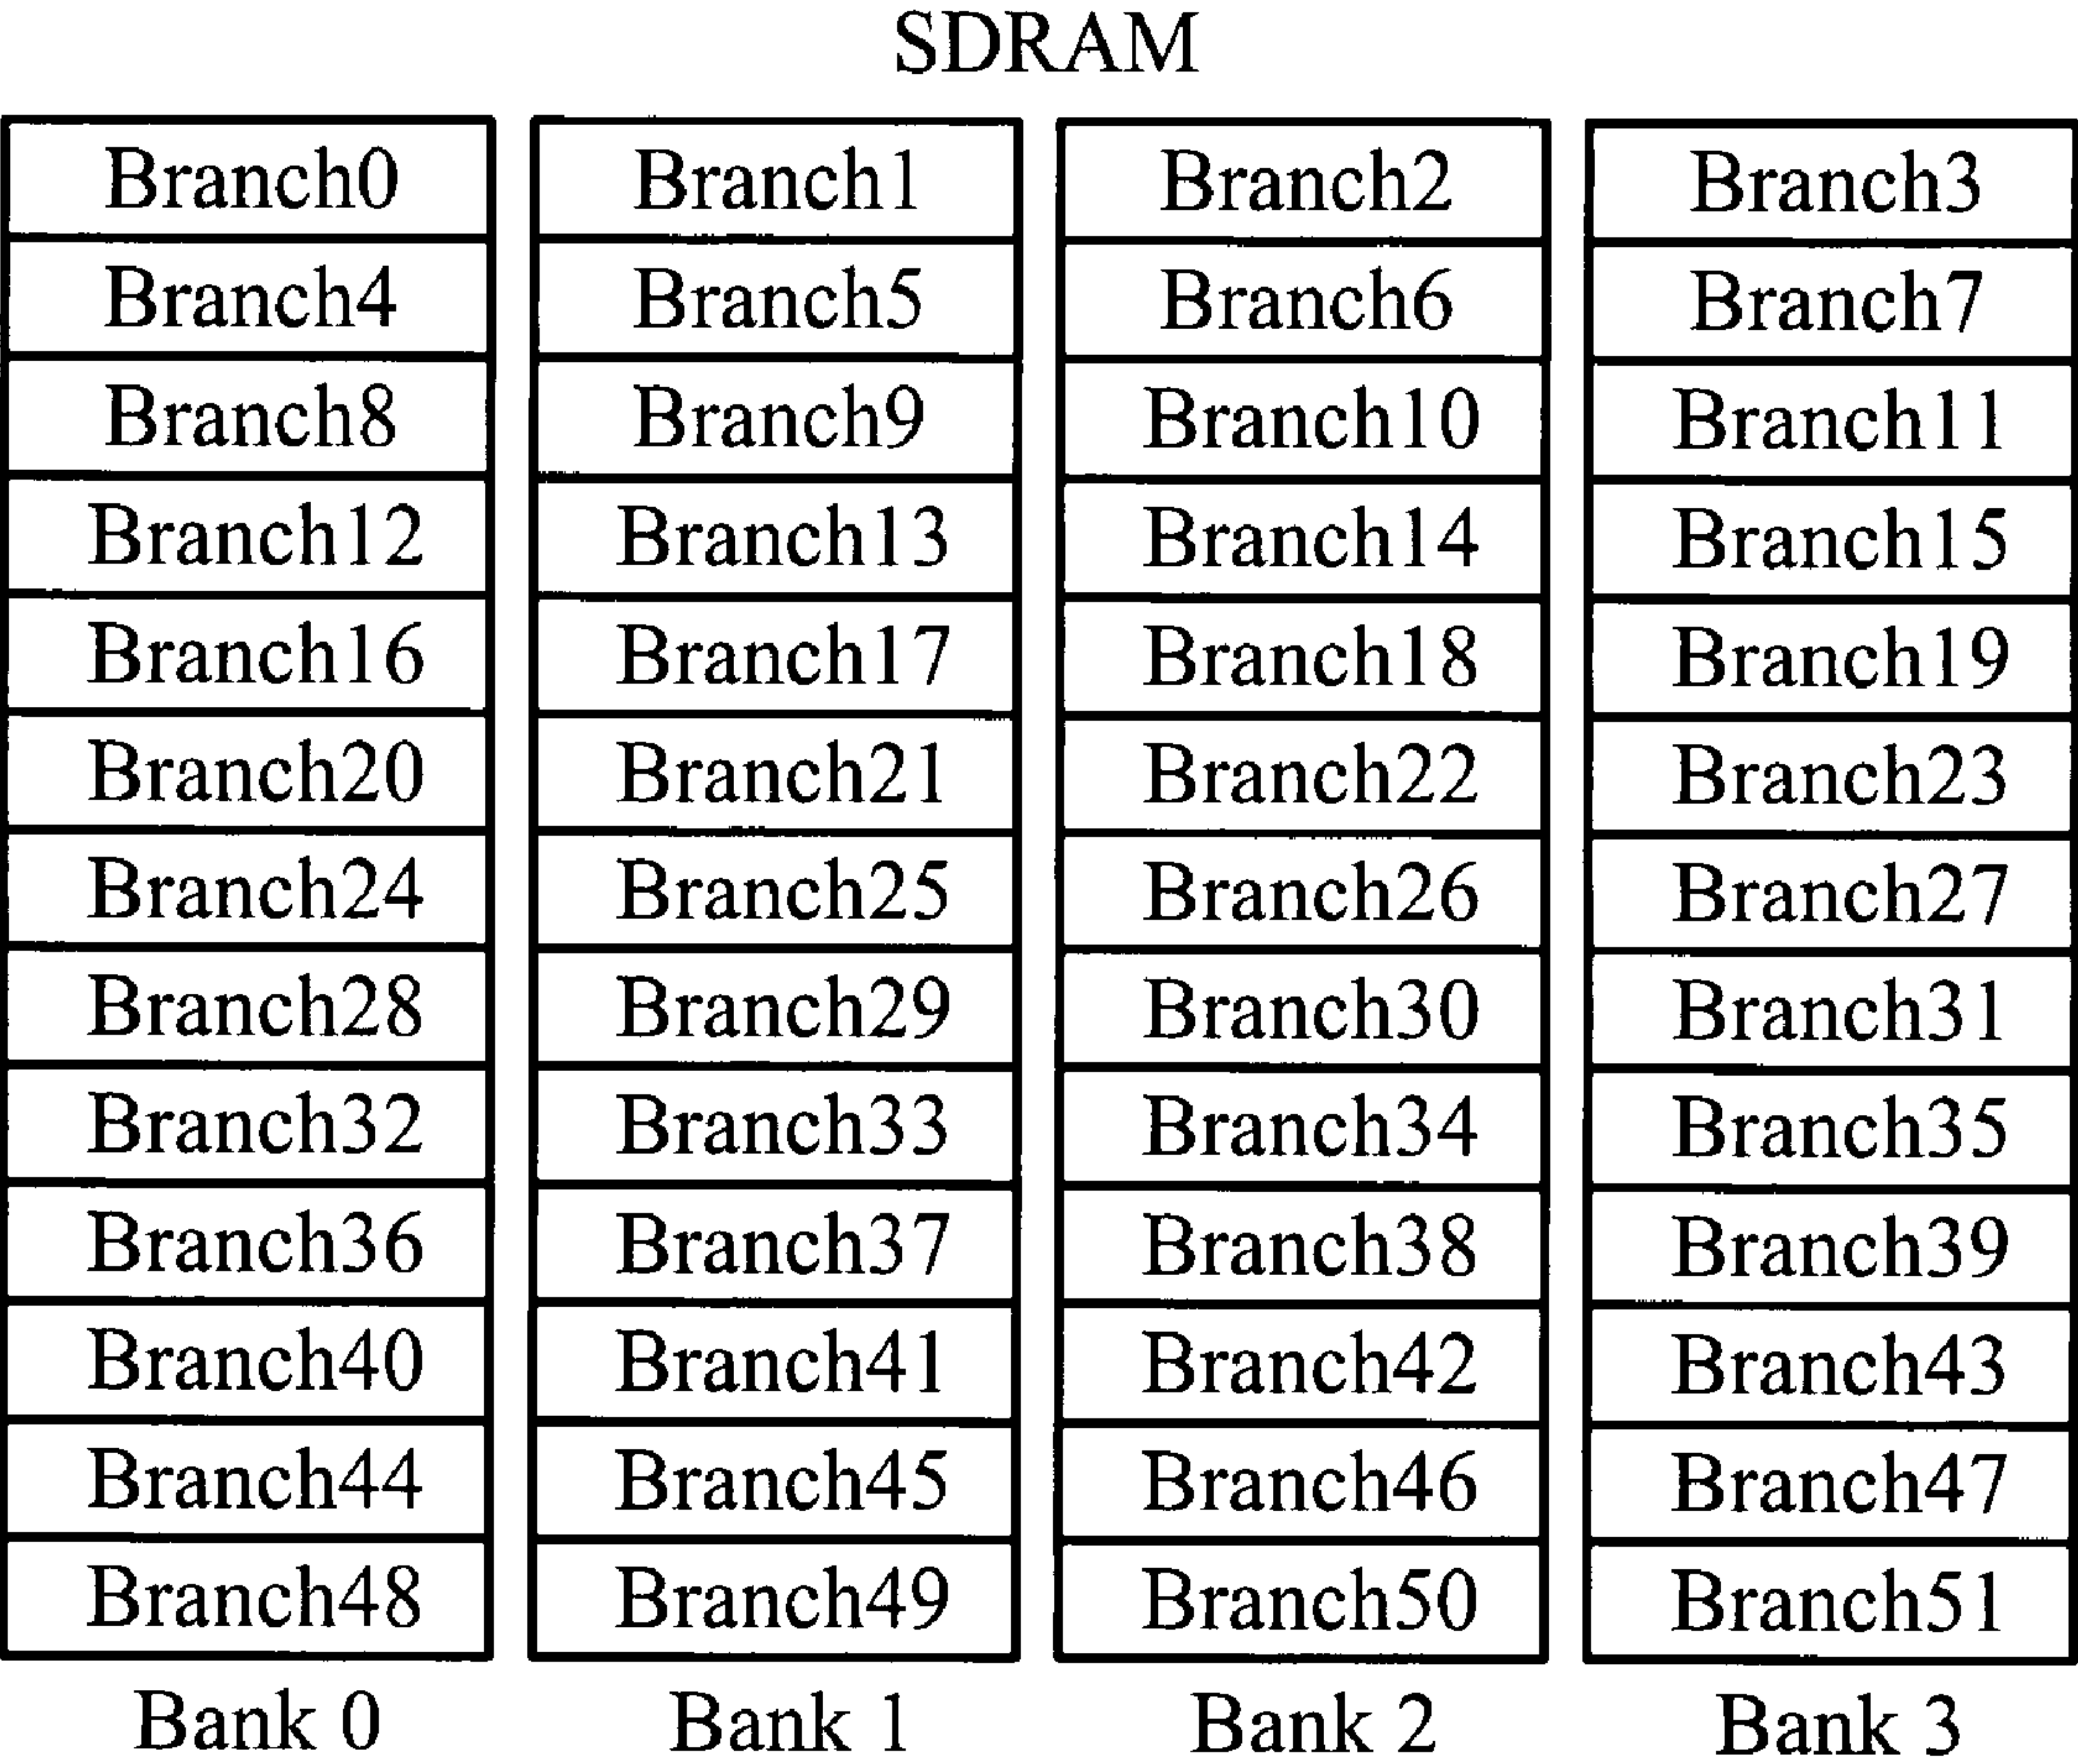 SDRAM
Branch0 Branch1 Branch2 Branch3
Branch4 Branch5 Branch6 Branch7
Branch8 Branch9 Branch10 Branch11
Branch12 Branch13 Branch14 Branch15
Branch16 Branch17 Branch18 Branch19
Branch20 Branch21 Branch22 Branch23
Branch24 Branch25 Branch26 Branch27
Branch28 Branch29 Branch30 Branch31
Branch32 Branch33 Branch34 Branch35
Branch36 Branch37 Branch38 Branch39
Branch40 Branch41 Branch42 Branch43
Branch44 Branch45 Branch46 Branch47
Branch48 Branch49 Branch50 Branch51
Bank 0 Bank 1 Bank 2 Bank 3